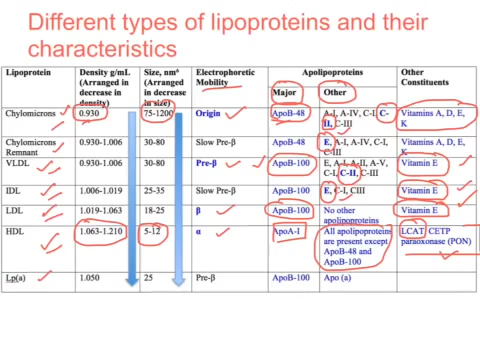 Different types of lipoproteins and their
characteristics
Lipoprotein Density g/mL (Arranged in decrease in density) Size, nm⁶ (Arranged in decrease in size) Electrophoretic Mobility Apolipoproteins Other Constituents
Major Other
Chylomicrons 0.930 75-1200 Origin ApoB-48 A-I, A-IV, C-I, C-II, C-III Vitamins A, D, E, K
Chylomicrons Remnant 0.930-1.006 30-80 Slow Pre-β ApoB-48 E, A-I, A-IV, C-I, C-III Vitamins A, D, E, K
VLDL 0.930-1.006 30-80 Pre-β ApoB-100 E, A-I, A-II, A-V, C-I, C-II, C-III Vitamin E
IDL 1.006-1.019 25-35 Slow Pre-β ApoB-100 E, C-I, CIII Vitamin E
LDL 1.019-1.063 18-25 β ApoB-100 No other apolipoproteins Vitamin E
HDL 1.063-1.210 5-12 α ApoA-I All apolipoproteins are present except ApoB-48 and ApoB-100 LCAT, CETP paraoxonase (PON)
Lp(a) 1.050 25 Pre-β ApoB-100 Apo (a)